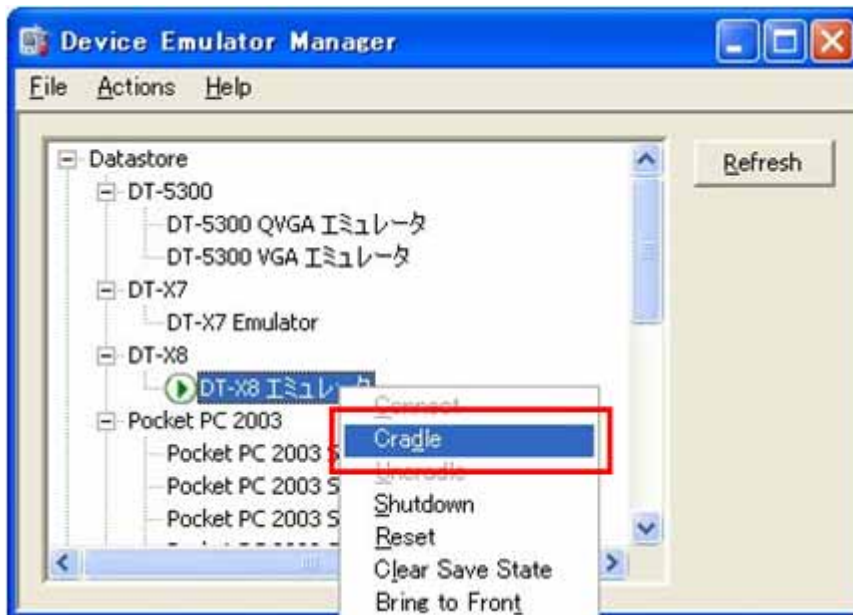 Device Emulator Manager
File Actions Help
Datastore
Refresh
DT-5300
DT-5300 QVGA エミュレータ
DT-5300 VGA エミュレータ
DT-X7
DT-X7 Emulator
DT-X8
DT-X8 エミュレータ
Connect
Pocket PC 2003
Cradle
Pocket PC 2003 S
Uncradle
Pocket PC 2003 S
Shutdown
Pocket PC 2003 S
Reset
Clear Save State
Bring to Front